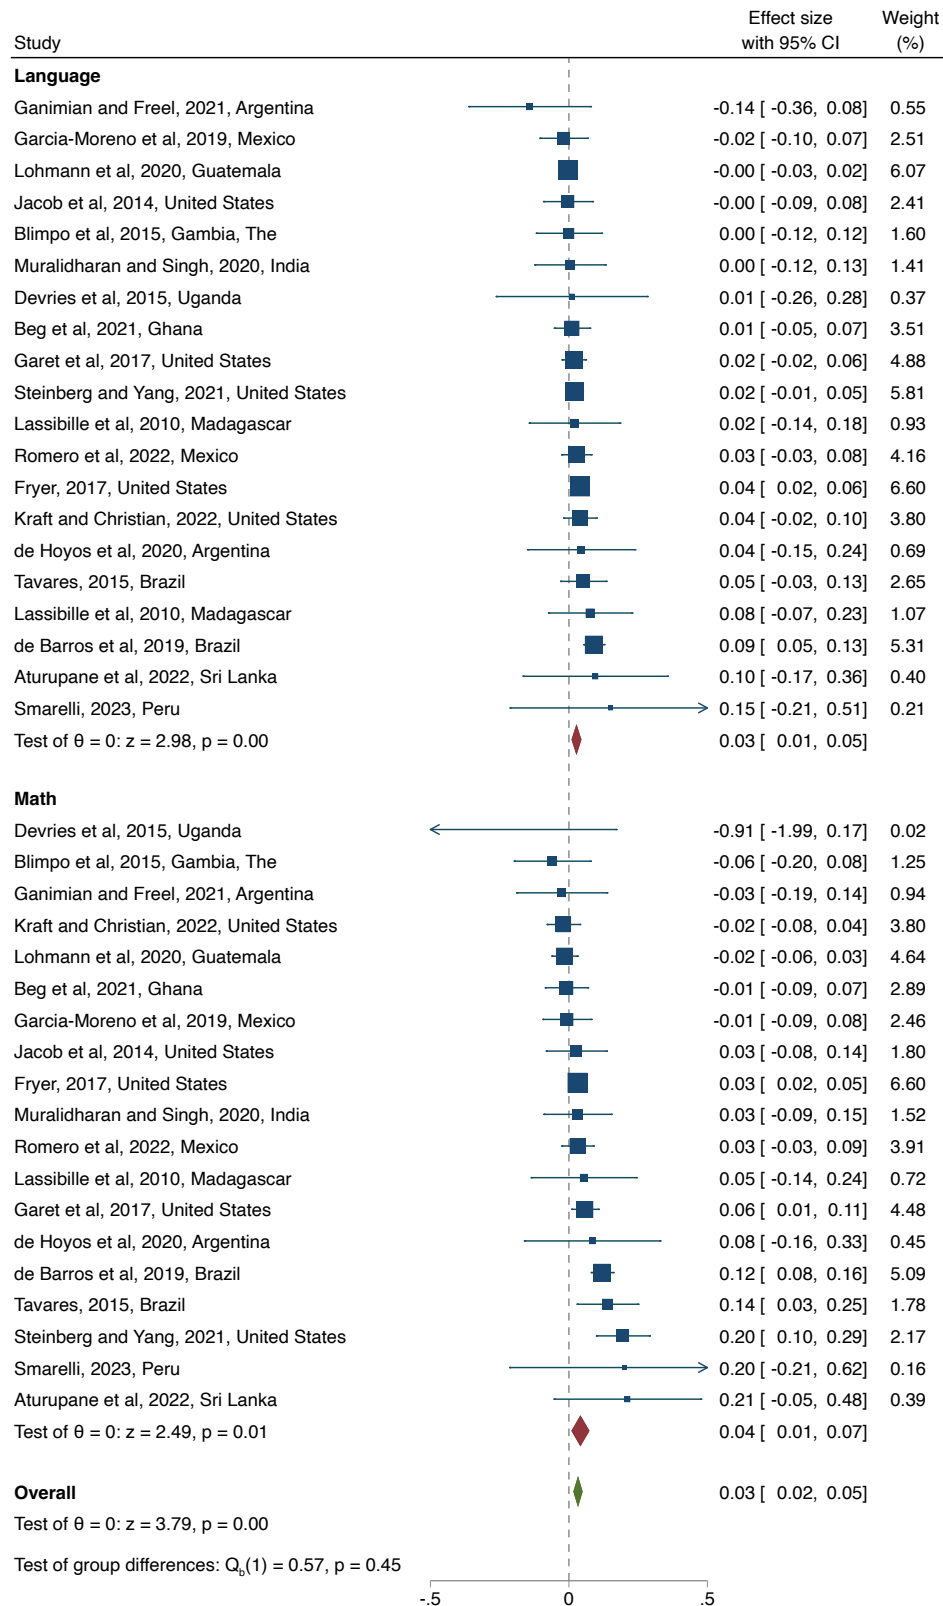 Effect size Weight
Study with 95% CI (%)
Language
Ganimian and Freel, 2021, Argentina -0.14 [ -0.36, 0.08] 0.55
Garcia-Moreno et al, 2019, Mexico -0.02 [ -0.10, 0.07] 2.51
Lohmann et al, 2020, Guatemala -0.00 [ -0.03, 0.02] 6.07
Jacob et al, 2014, United States -0.00 [ -0.09, 0.08] 2.41
Blimpo et al, 2015, Gambia, The 0.00 [ -0.12, 0.12] 1.60
Muralidharan and Singh, 2020, India 0.00 [ -0.12, 0.13] 1.41
Devries et al, 2015, Uganda 0.01 [ -0.26, 0.28] 0.37
Beg et al, 2021, Ghana 0.01 [ -0.05, 0.07] 3.51
Garet et al, 2017, United States 0.02 [ -0.02, 0.06] 4.88
Steinberg and Yang, 2021, United States 0.02 [ -0.01, 0.05] 5.81
Lassibille et al, 2010, Madagascar 0.02 [ -0.14, 0.18] 0.93
Romero et al, 2022, Mexico 0.03 [ -0.03, 0.08] 4.16
Fryer, 2017, United States 0.04 [ 0.02, 0.06] 6.60
Kraft and Christian, 2022, United States 0.04 [ -0.02, 0.10] 3.80
de Hoyos et al, 2020, Argentina 0.04 [ -0.15, 0.24] 0.69
Tavares, 2015, Brazil 0.05 [ -0.03, 0.13] 2.65
Lassibille et al, 2010, Madagascar 0.08 [ -0.07, 0.23] 1.07
de Barros et al, 2019, Brazil 0.09 [ 0.05, 0.13] 5.31
Aturupane et al, 2022, Sri Lanka 0.10 [ -0.17, 0.36] 0.40
Smarelli, 2023, Peru 0.15 [ -0.21, 0.51] 0.21
Test of θ = 0: z = 2.98, p = 0.00 0.03 [ 0.01, 0.05]
Math
Devries et al, 2015, Uganda -0.91 [ -1.99, 0.17] 0.02
Blimpo et al, 2015, Gambia, The -0.06 [ -0.20, 0.08] 1.25
Ganimian and Freel, 2021, Argentina -0.03 [ -0.19, 0.14] 0.94
Kraft and Christian, 2022, United States -0.02 [ -0.08, 0.04] 3.80
Lohmann et al, 2020, Guatemala -0.02 [ -0.06, 0.03] 4.64
Beg et al, 2021, Ghana -0.01 [ -0.09, 0.07] 2.89
Garcia-Moreno et al, 2019, Mexico -0.01 [ -0.09, 0.08] 2.46
Jacob et al, 2014, United States 0.03 [ -0.08, 0.14] 1.80
Fryer, 2017, United States 0.03 [ 0.02, 0.05] 6.60
Muralidharan and Singh, 2020, India 0.03 [ -0.09, 0.15] 1.52
Romero et al, 2022, Mexico 0.03 [ -0.03, 0.09] 3.91
Lassibille et al, 2010, Madagascar 0.05 [ -0.14, 0.24] 0.72
Garet et al, 2017, United States 0.06 [ 0.01, 0.11] 4.48
de Hoyos et al, 2020, Argentina 0.08 [ -0.16, 0.33] 0.45
de Barros et al, 2019, Brazil 0.12 [ 0.08, 0.16] 5.09
Tavares, 2015, Brazil 0.14 [ 0.03, 0.25] 1.78
Steinberg and Yang, 2021, United States 0.20 [ 0.10, 0.29] 2.17
Smarelli, 2023, Peru 0.20 [ -0.21, 0.62] 0.16
Aturupane et al, 2022, Sri Lanka 0.21 [ -0.05, 0.48] 0.39
Test of θ = 0: z = 2.49, p = 0.01 0.04 [ 0.01, 0.07]
Overall 0.03 [ 0.02, 0.05]
Test of θ = 0: z = 3.79, p = 0.00
Test of group differences: Q_b(1) = 0.57, p = 0.45
-.5 0 .5